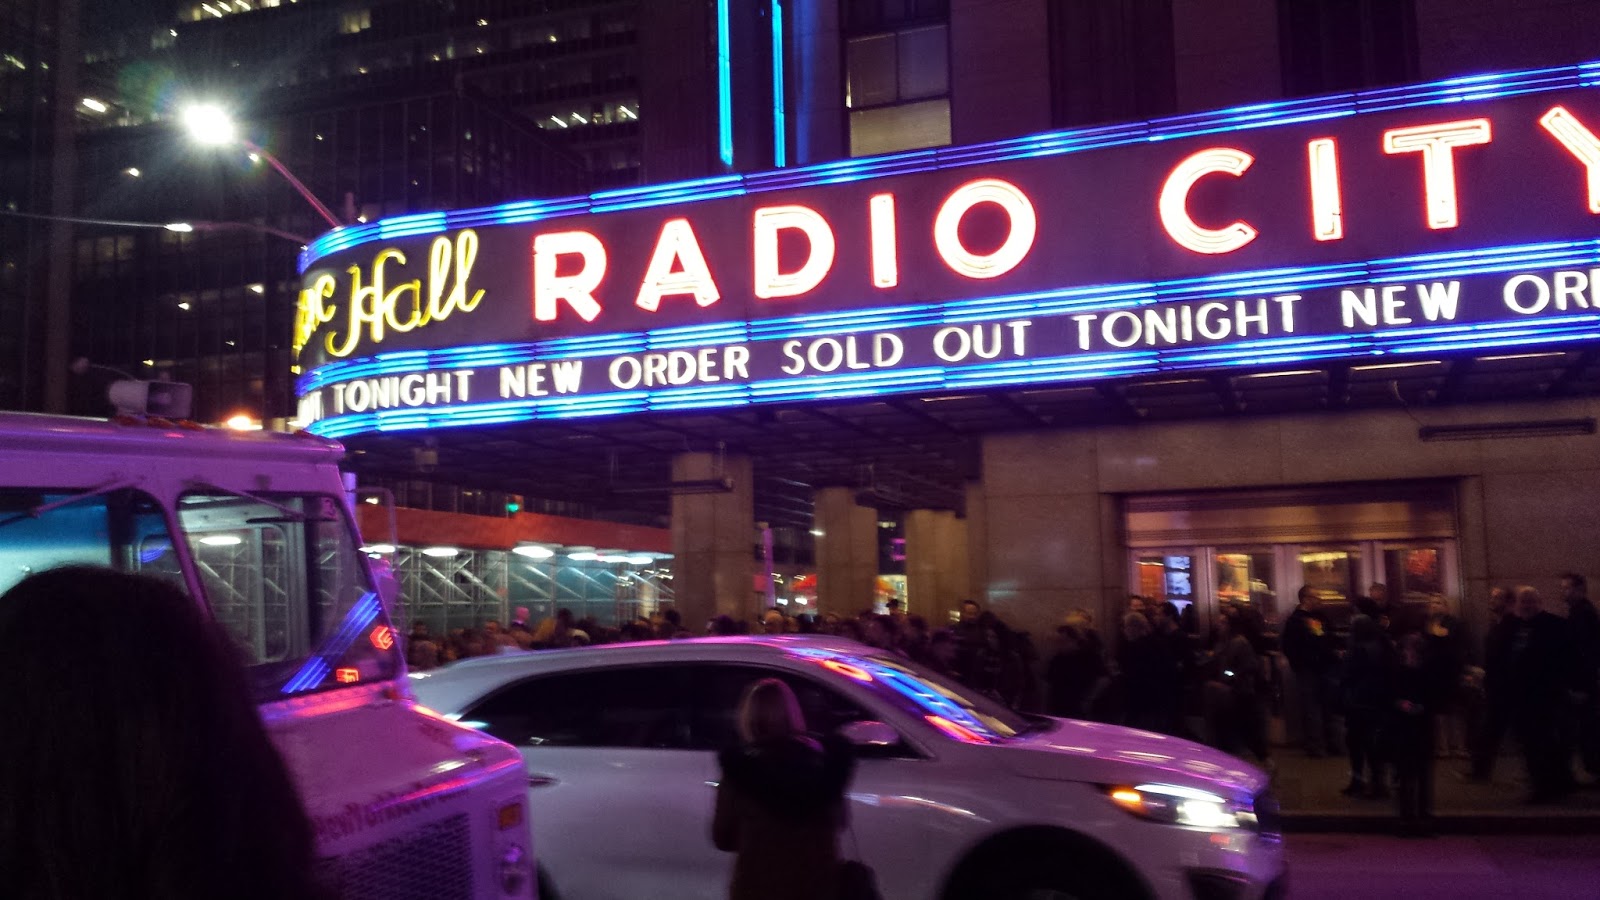 Hall RADIO CITY
TONIGHT NEW ORDER SOLD OUT TONIGHT NEW